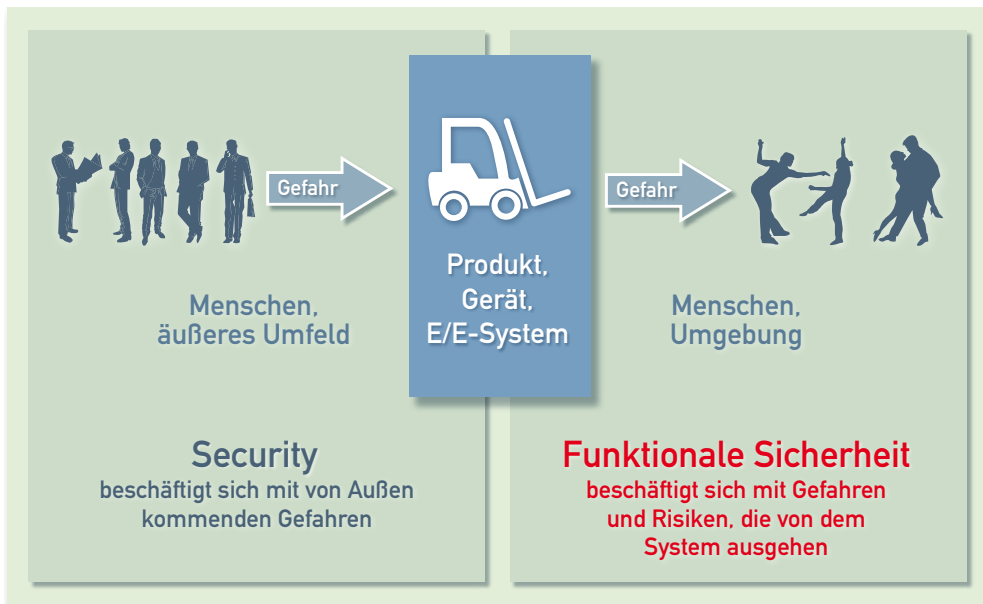 Gefahr
Menschen,
äußeres Umfeld
Produkt,
Gerät,
E/E-System
Gefahr
Menschen,
Umgebung
Security
beschäftigt sich mit von Außen
kommenden Gefahren
Funktionale Sicherheit
beschäftigt sich mit Gefahren
und Risiken, die von dem
System ausgehen